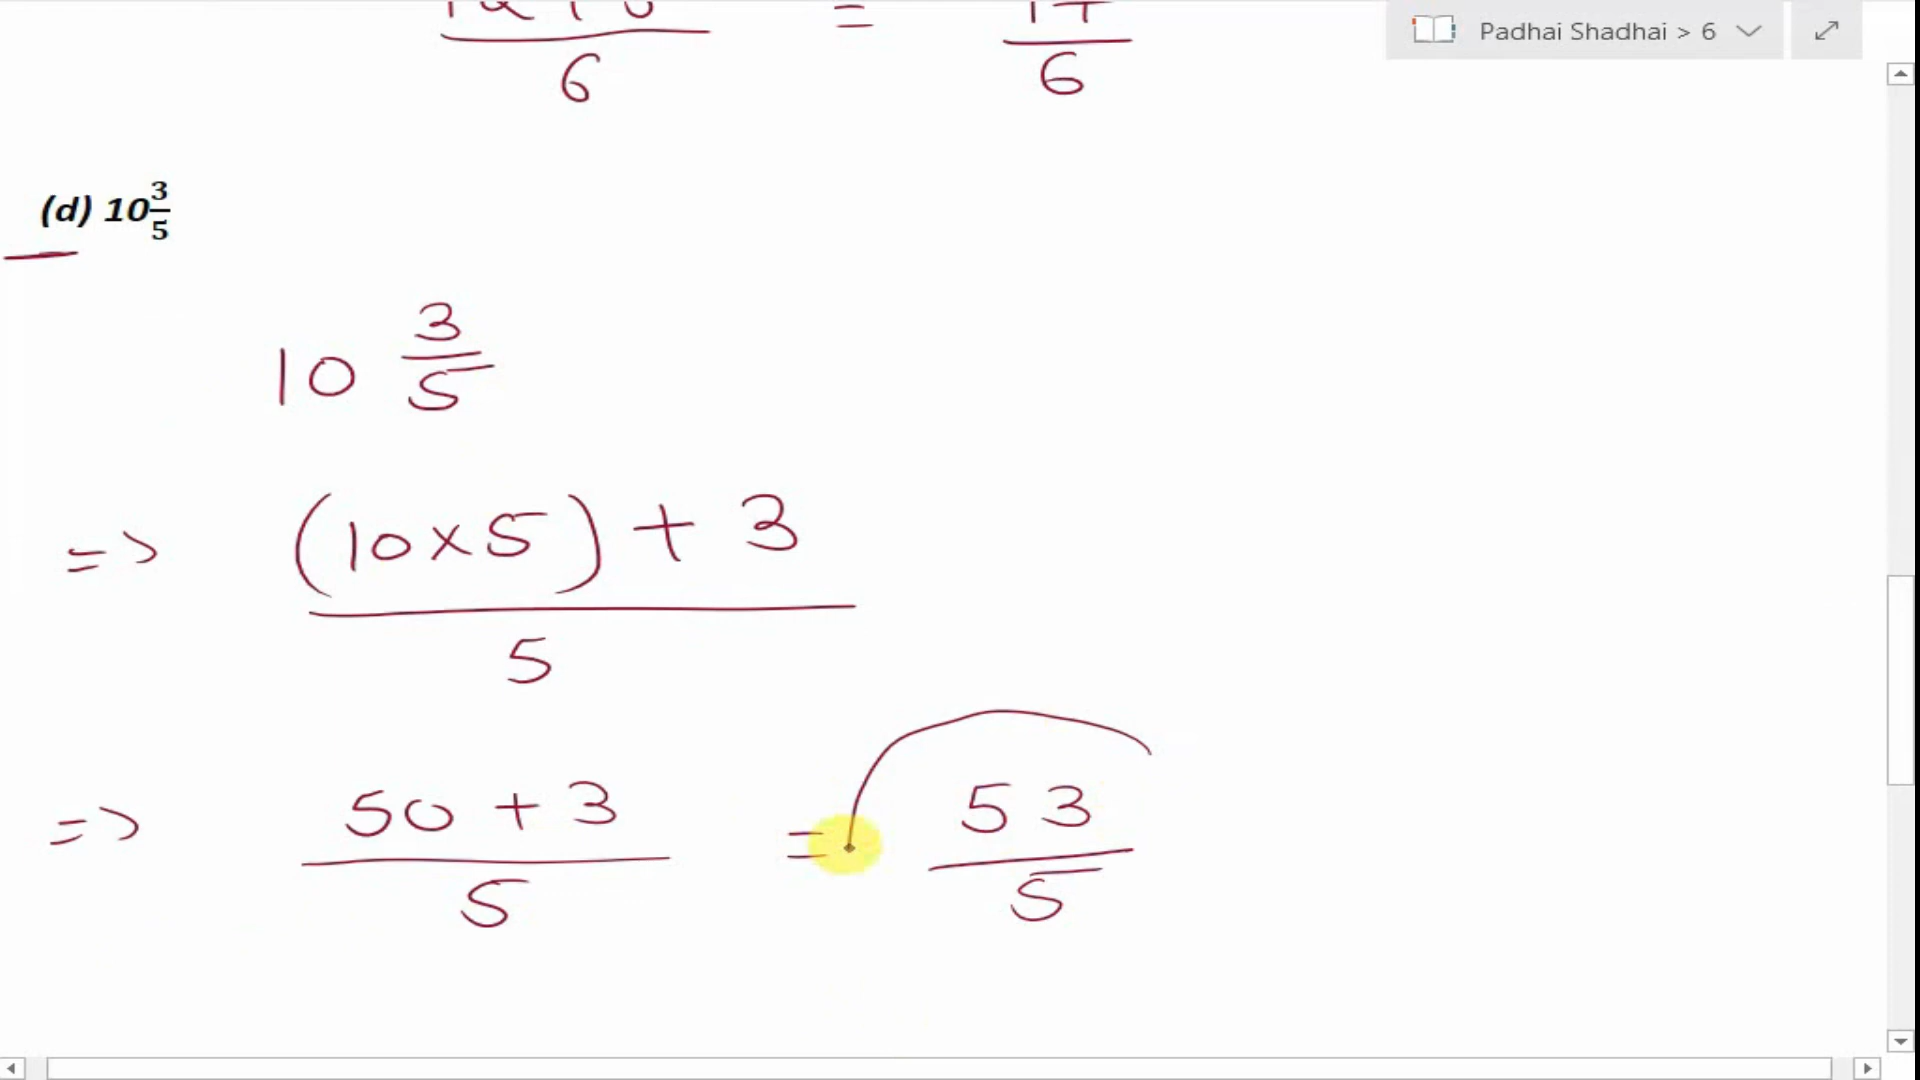 Padhai Shadhai > 6
6 = 6
(d) 10 3/5
10 3/5
=> (10×5) + 3
5
=> 50 + 3 = 53
5 5